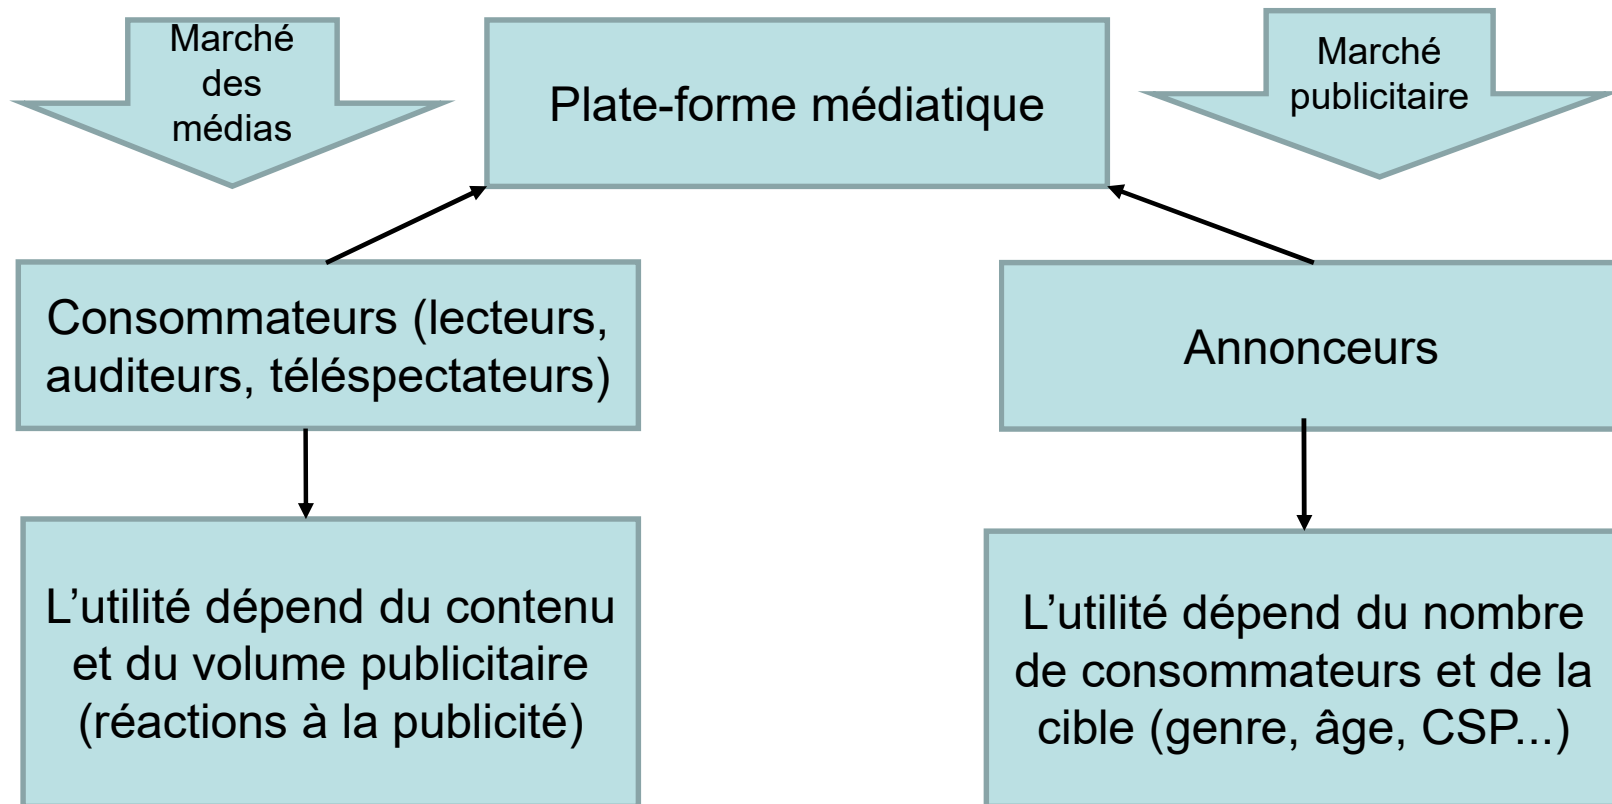 Marché
des
médias
Plate-forme médiatique
Marché
publicitaire
Consommateurs (lecteurs,
auditeurs, téléspectateurs)
Annonceurs
L’utilité dépend du contenu
et du volume publicitaire
(réactions à la publicité)
L’utilité dépend du nombre
de consommateurs et de la
cible (genre, âge, CSP...)